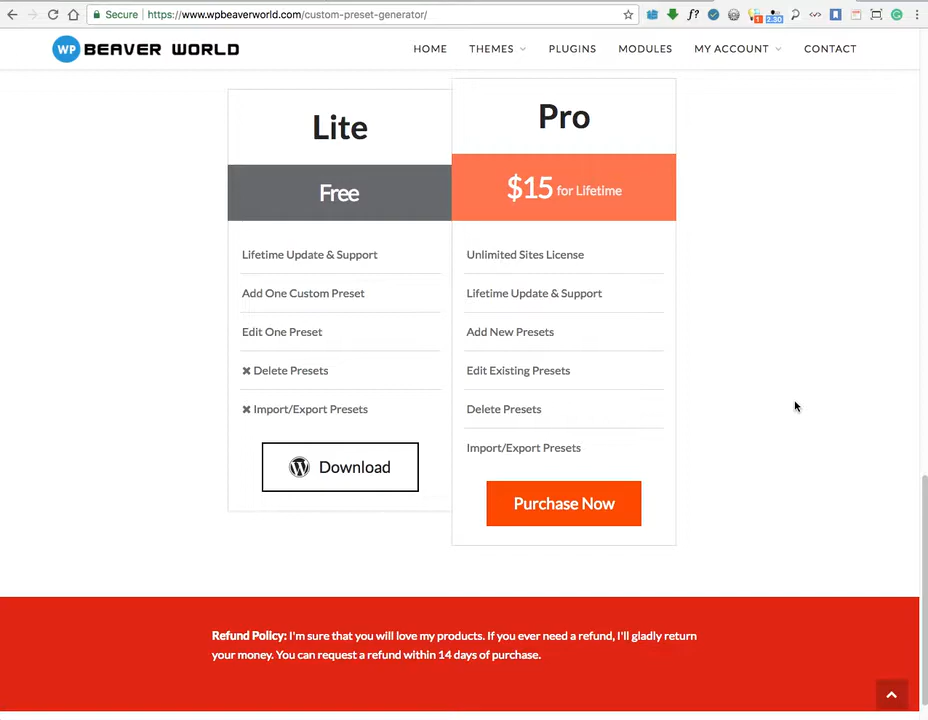 Secure https://www.wpbeaverworld.com/custom-preset-generator/
f?
1
2.30
WP BEAVER WORLD
HOME THEMES PLUGINS MODULES MY ACCOUNT CONTACT
Lite
Free
Lifetime Update & Support
Add One Custom Preset
Edit One Preset
✖ Delete Presets
✖ Import/Export Presets
Download
Pro
$15 for Lifetime
Unlimited Sites License
Lifetime Update & Support
Add New Presets
Edit Existing Presets
Delete Presets
Import/Export Presets
Purchase Now
Refund Policy: I'm sure that you will love my products. If you ever need a refund, I'll gladly return
your money. You can request a refund within 14 days of purchase.